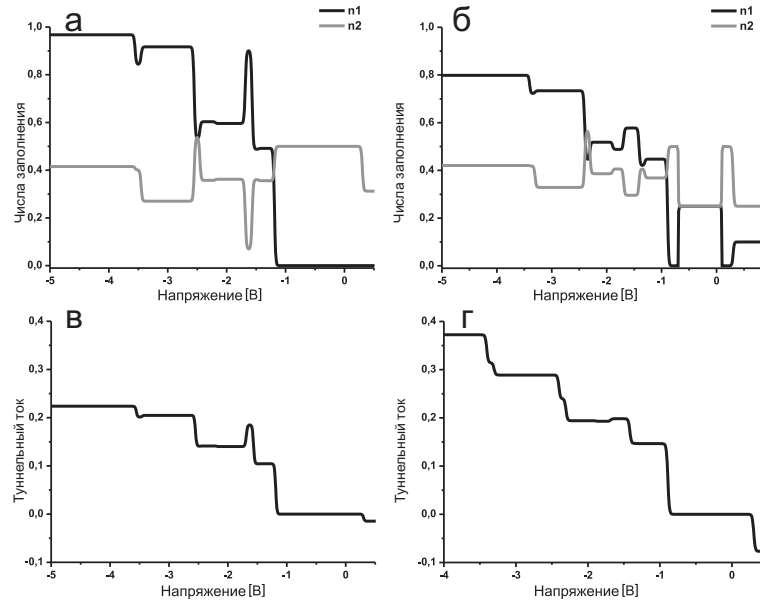 а
n1
n2
1,0
0,8
0,6
0,4
0,2
0,0
Числа заполнения
-5 -4 -3 -2 -1 0
Напряжение [В]
б
n1
n2
1,0
0,8
0,6
0,4
0,2
0,0
Числа заполнения
-5 -4 -3 -2 -1 0
Напряжение [В]
в
0,4
0,3
0,2
0,1
0,0
-0,1
Туннельный ток
-5 -4 -3 -2 -1 0
Напряжение [В]
г
0,4
0,3
0,2
0,1
0,0
-0,1
Туннельный ток
-4 -3 -2 -1 0
Напряжение [В]